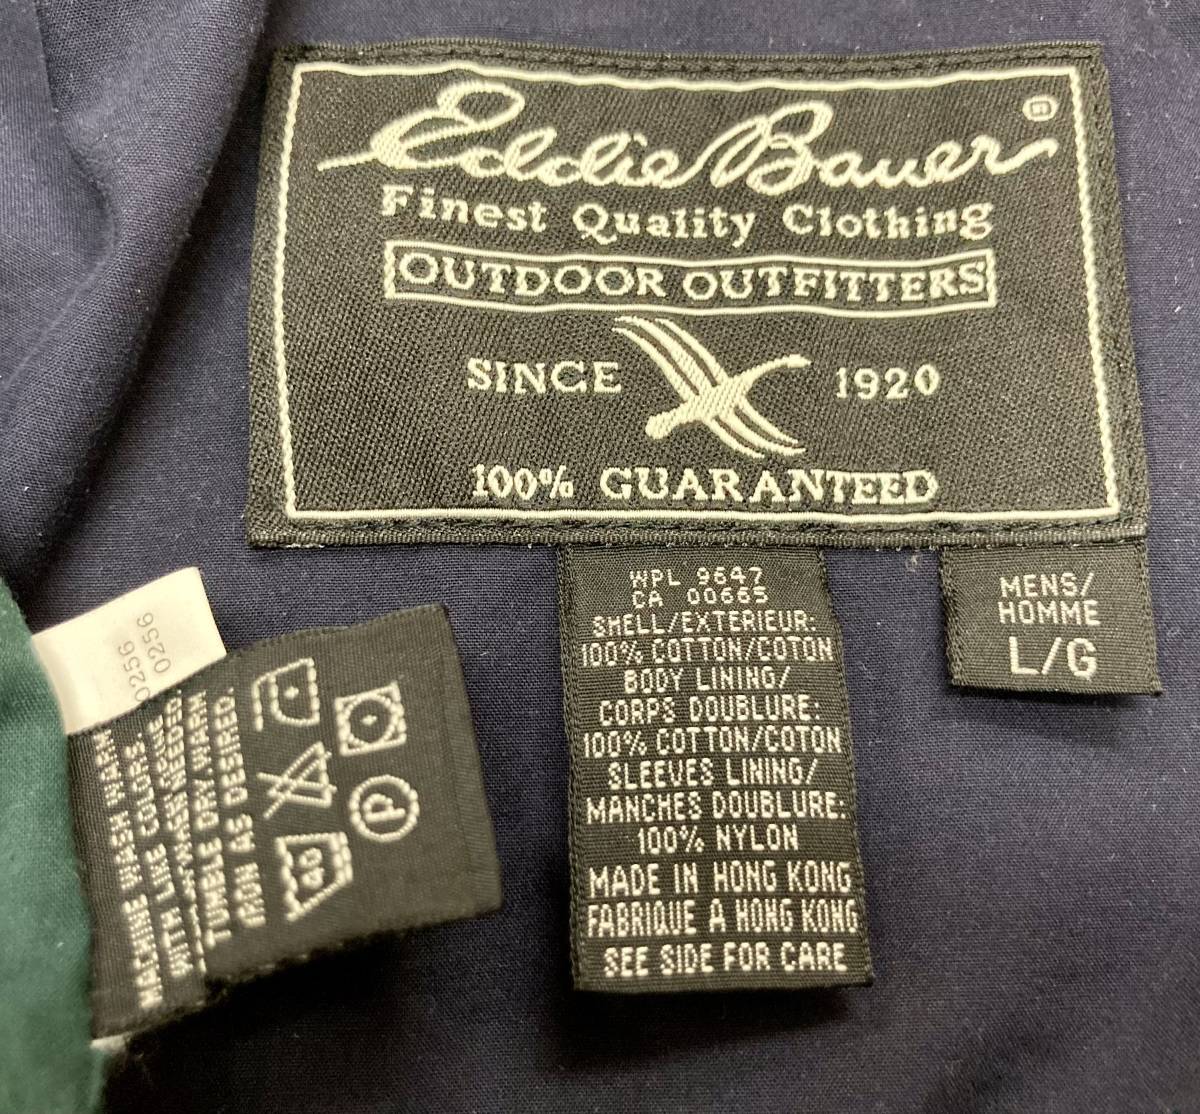 Eddie Bauer
Finest Quality Clothing
OUTDOOR OUTFITTERS
SINCE 1920
100% GUARANTEED
WPL 9647
CA 00665
SHELL/EXTERIEUR:
100% COTTON/COTON
BODY LINING/
CORPS DOUBLURE:
100% COTTON/COTON
SLEEVES LINING/
MANCHES DOUBLURE:
100% NYLON
MADE IN HONG KONG
FABRIQUE A HONG KONG
SEE SIDE FOR CARE
MENS/
HOMME
L/G
0256
0256
MACHINE WASH WARM
WITH LIKE COLORS.
WHEN NEEDED.
TUMBLE DRY WARM
IRON AS DESIRED.
40
P